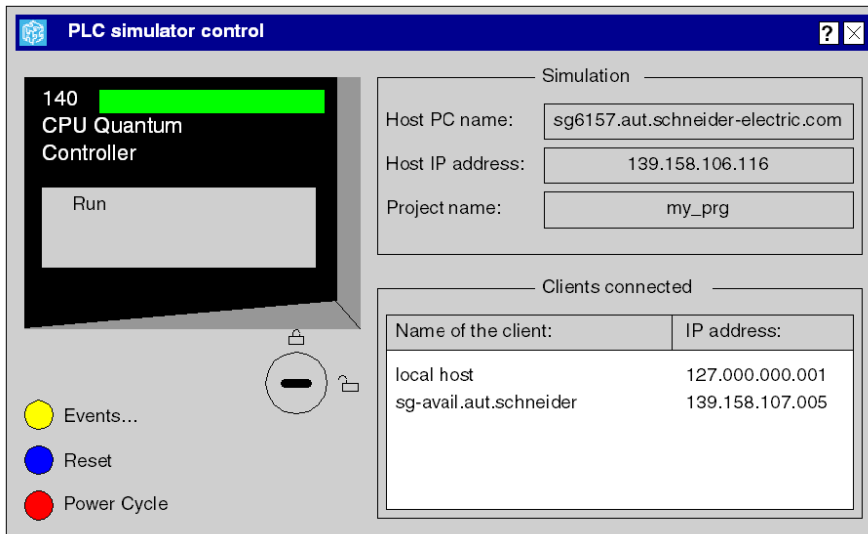 PLC simulator control
?
140
CPU Quantum
Controller
Run
Events...
Reset
Power Cycle
Simulation
Host PC name: sg6157.aut.schneider-electric.com
Host IP address: 139.158.106.116
Project name: my_prg
Clients connected
Name of the client: IP address:
local host 127.000.000.001
sg-avail.aut.schneider 139.158.107.005